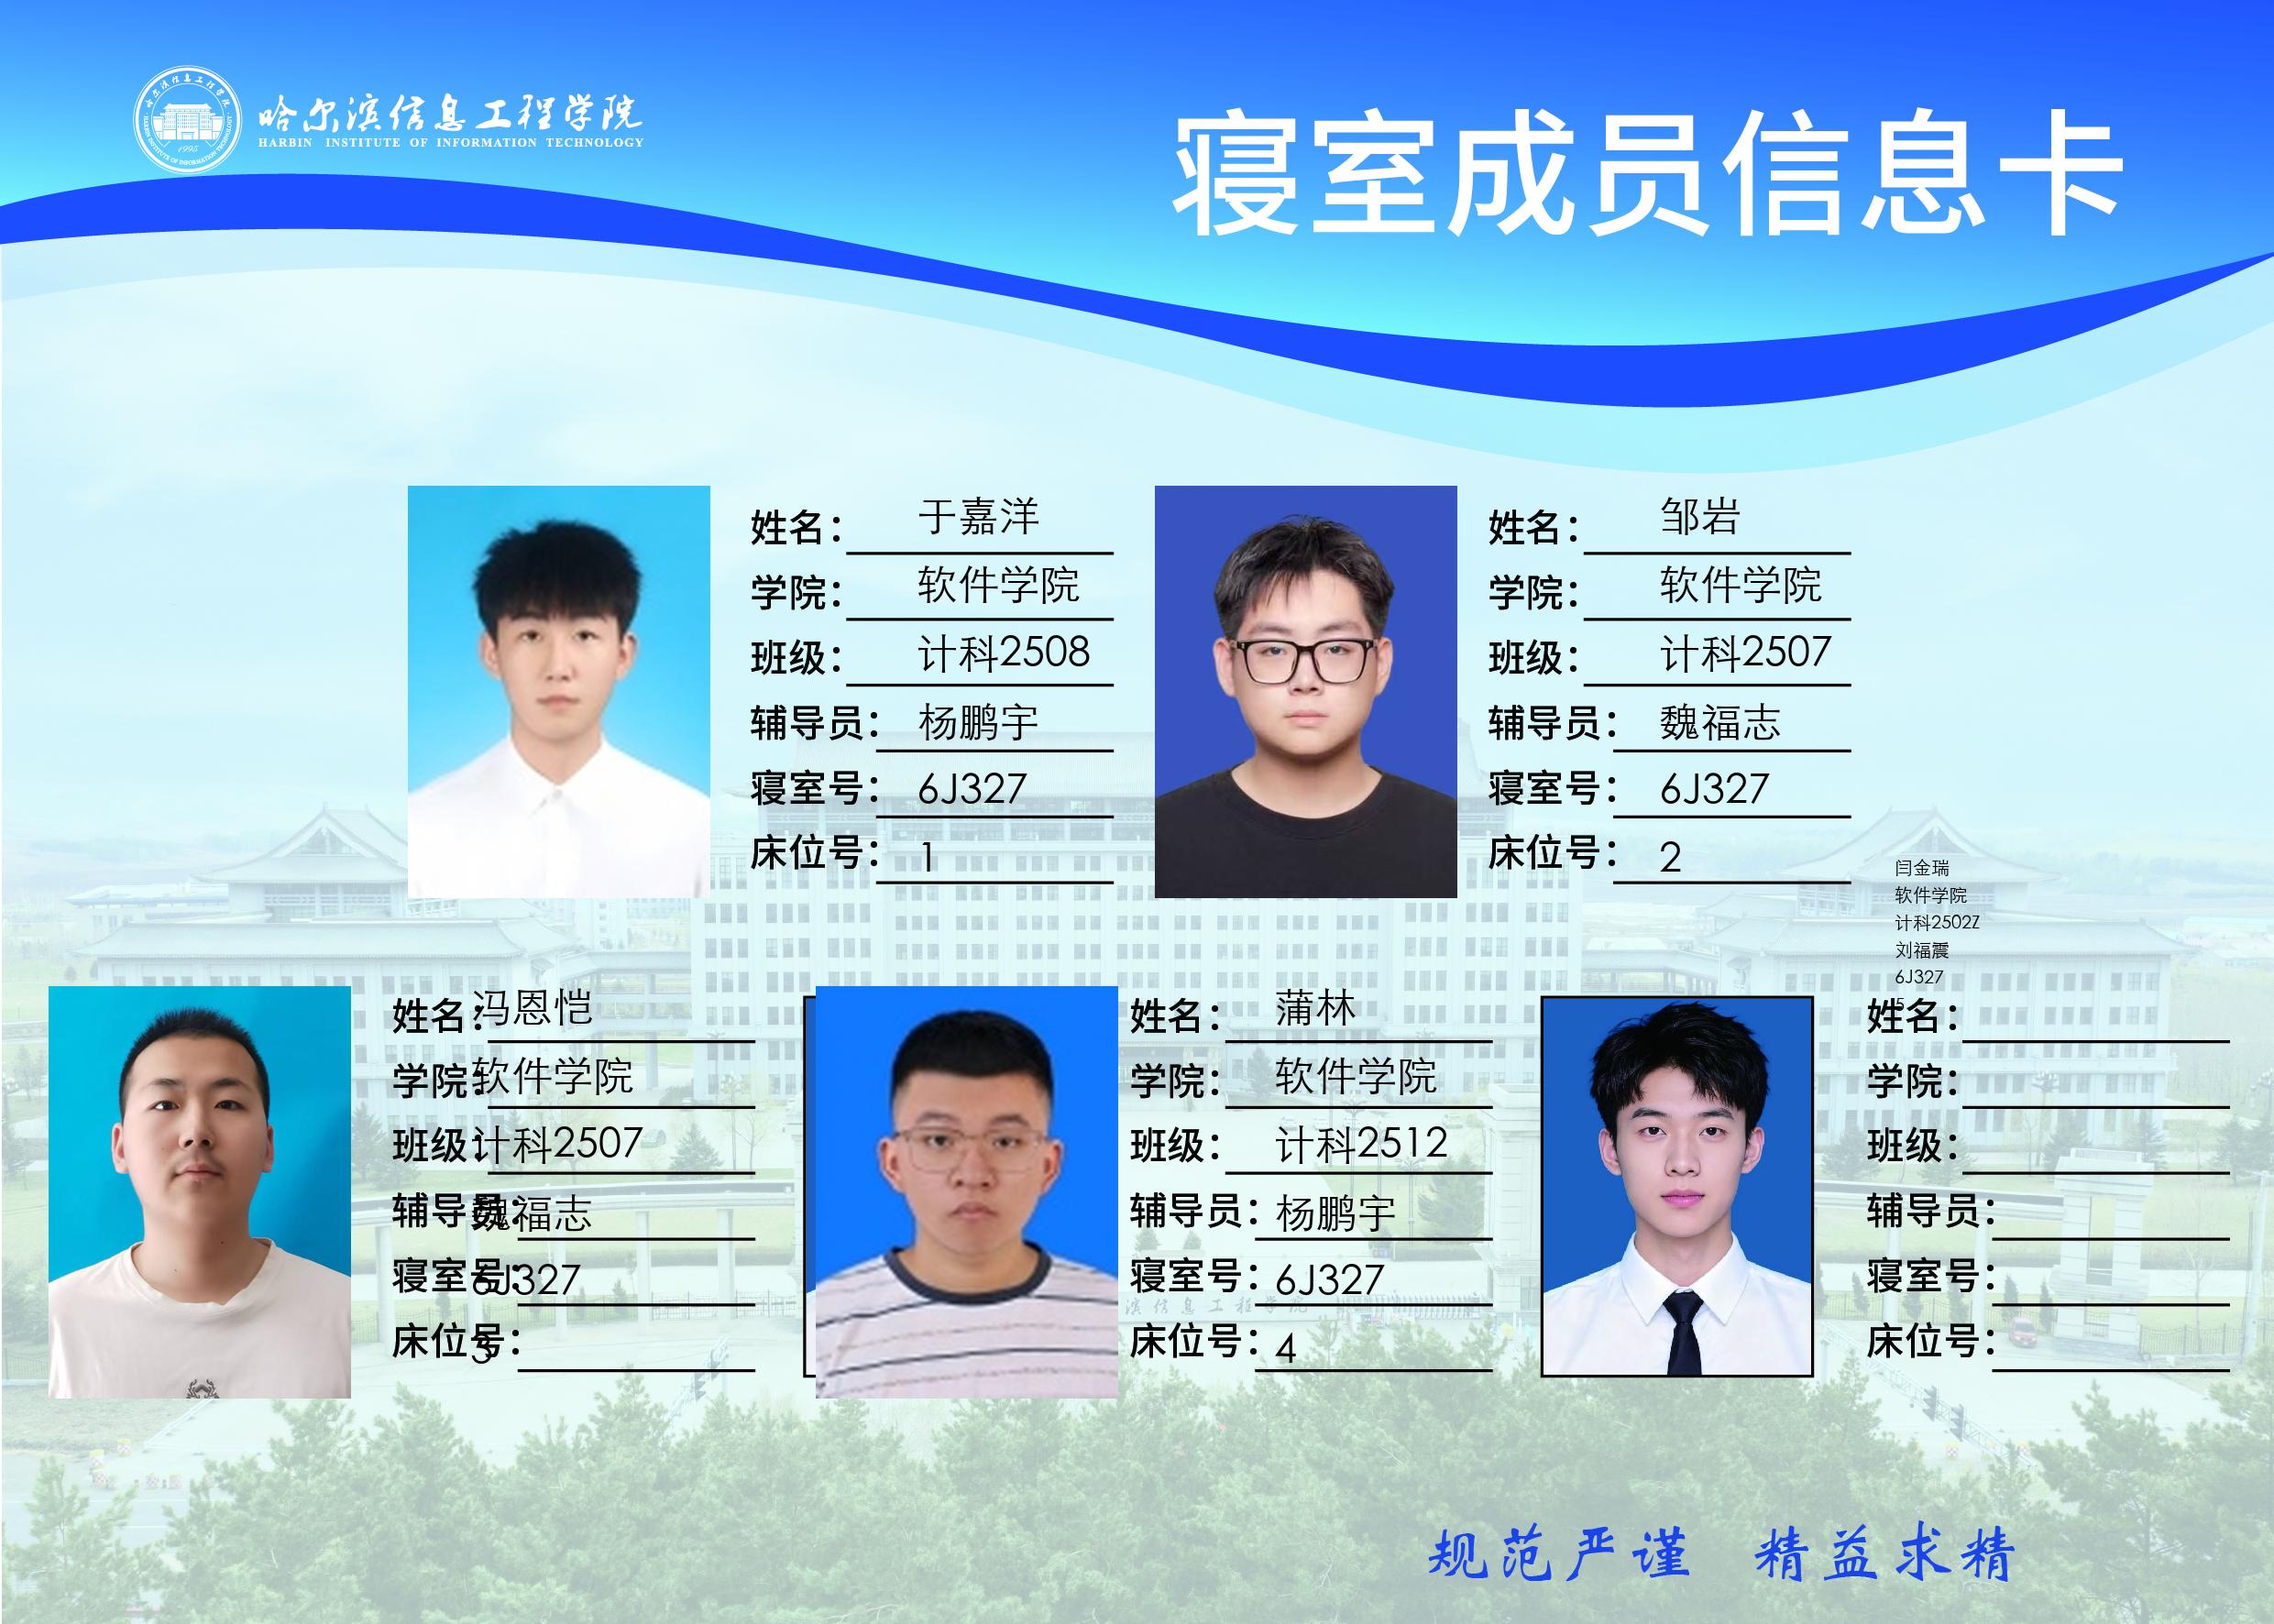 哈尔滨信息工程学院
HARBIN INSTITUTE OF INFORMATION TECHNOLOGY
1995
寝室成员信息卡
姓名： 于嘉洋
学院： 软件学院
班级： 计科2508
辅导员： 杨鹏宇
寝室号： 6J327
床位号： 1
姓名： 邹岩
学院： 软件学院
班级： 计科2507
辅导员： 魏福志
寝室号： 6J327
床位号： 2
姓名： 冯恩恺
学院： 软件学院
班级： 计科2507
辅导员： 魏福志
寝室号： 6J327
床位号： 3
姓名： 蒲林
学院： 软件学院
班级： 计科2512
辅导员： 杨鹏宇
寝室号： 6J327
床位号： 4
闫金瑞
软件学院
计科2502Z
刘福震
6J327
5
姓名：
学院：
班级：
辅导员：
寝室号：
床位号：
规范严谨 精益求精